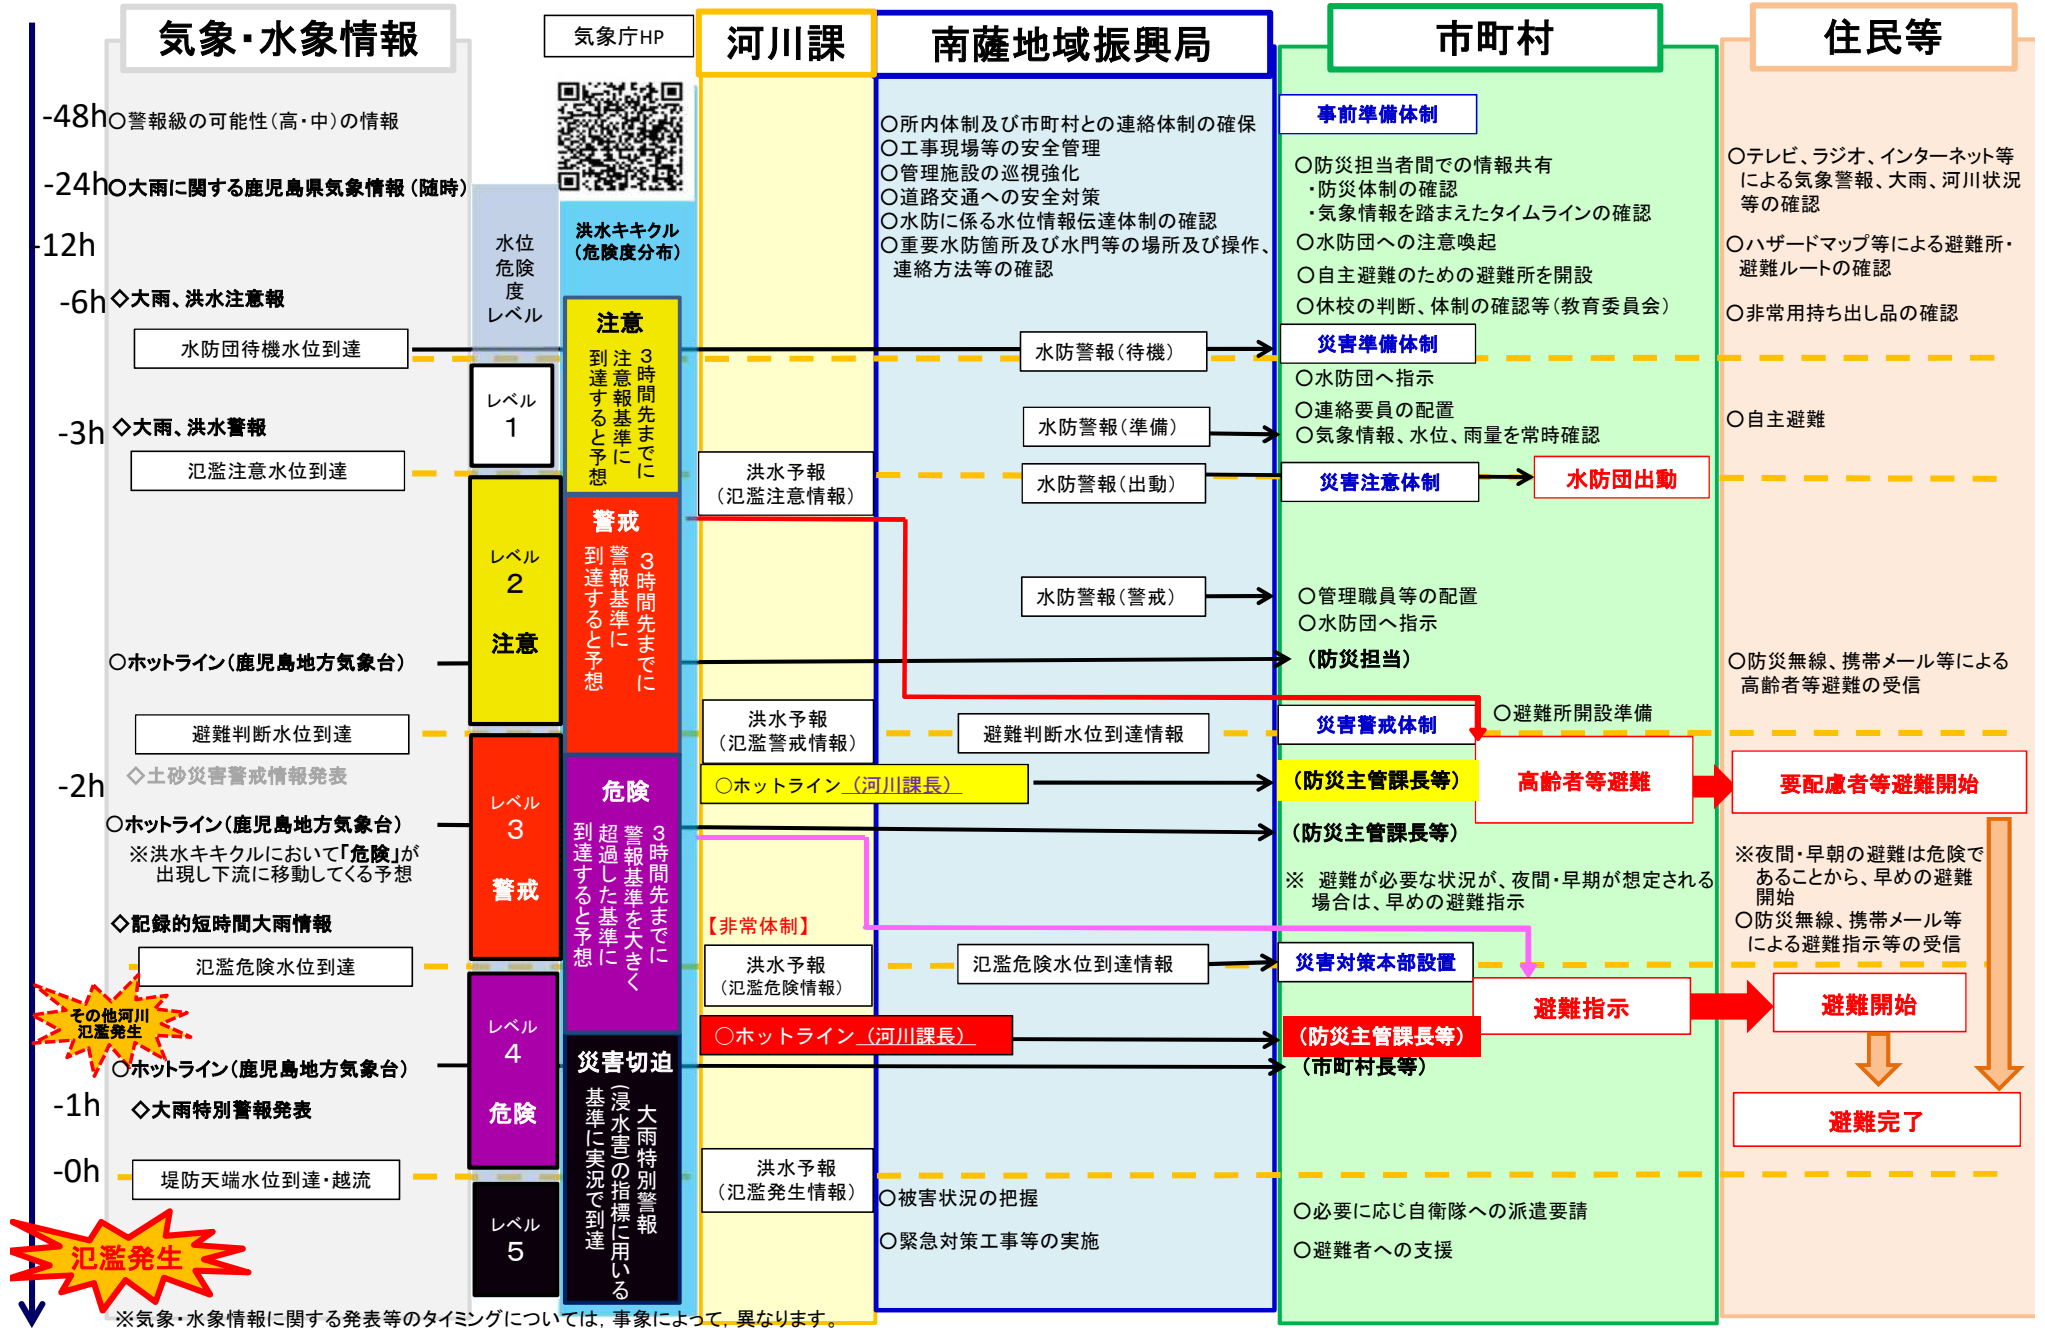 気象・水象情報
気象庁HP
河川課
南薩地域振興局
市町村
住民等
-48h
-24h
-12h
-6h
-3h
-2h
-1h
-0h
○警報級の可能性(高・中)の情報
○大雨に関する鹿児島県気象情報(随時)
◇大雨、洪水注意報
水防団待機水位到達
◇大雨、洪水警報
氾濫注意水位到達
○ホットライン(鹿児島地方気象台)
避難判断水位到達
◇土砂災害警戒情報発表
○ホットライン(鹿児島地方気象台)
※洪水キキクルにおいて「危険」が
出現し下流に移動してくる予想
◇記録的短時間大雨情報
氾濫危険水位到達
その他河川
氾濫発生
○ホットライン(鹿児島地方気象台)
◇大雨特別警報発表
堤防天端水位到達・越流
氾濫発生
※気象・水象情報に関する発表等のタイミングについては,事象によって,異なります。
水位
危険
度
レベル
レベル
1
レベル
2
注意
レベル
3
警戒
レベル
4
危険
レベル
5
洪水キキクル
(危険度分布)
注意
3時間先までに
注意報基準に
到達すると予想
警戒
3時間先までに
警報基準に
到達すると予想
危険
3時間先までに
警報基準を大きく
超過した基準に
到達すると予想
災害切迫
大雨特別警報
(浸水害)の指標に用いる
基準に実況で到達
洪水予報
(氾濫注意情報)
洪水予報
(氾濫警戒情報)
○ホットライン(河川課長)
【非常体制】
洪水予報
(氾濫危険情報)
○ホットライン(河川課長)
洪水予報
(氾濫発生情報)
○所内体制及び市町村との連絡体制の確保
○工事現場等の安全管理
○管理施設の巡視強化
○道路交通への安全対策
○水防に係る水位情報伝達体制の確認
○重要水防箇所及び水門等の場所及び操作、
連絡方法等の確認
水防警報(待機)
水防警報(準備)
水防警報(出動)
水防警報(警戒)
避難判断水位到達情報
氾濫危険水位到達情報
○被害状況の把握
○緊急対策工事等の実施
事前準備体制
○防災担当者間での情報共有
・防災体制の確認
・気象情報を踏まえたタイムラインの確認
○水防団への注意喚起
○自主避難のための避難所を開設
○休校の判断、体制の確認等(教育委員会)
災害準備体制
○水防団へ指示
○連絡要員の配置
○気象情報、水位、雨量を常時確認
災害注意体制
水防団出動
○管理職員等の配置
○水防団へ指示
(防災担当)
災害警戒体制
○避難所開設準備
(防災主管課長等)
高齢者等避難
(防災主管課長等)
※ 避難が必要な状況が、夜間・早期が想定される
場合は、早めの避難指示
災害対策本部設置
避難指示
(防災主管課長等)
(市町村長等)
○必要に応じ自衛隊への派遣要請
○避難者への支援
○テレビ、ラジオ、インターネット等
による気象警報、大雨、河川状況
等の確認
○ハザードマップ等による避難所・
避難ルートの確認
○非常用持ち出し品の確認
○自主避難
○防災無線、携帯メール等による
高齢者等避難の受信
要配慮者等避難開始
※夜間・早朝の避難は危険で
あることから、早めの避難
開始
○防災無線、携帯メール等
による避難指示等の受信
避難開始
避難完了